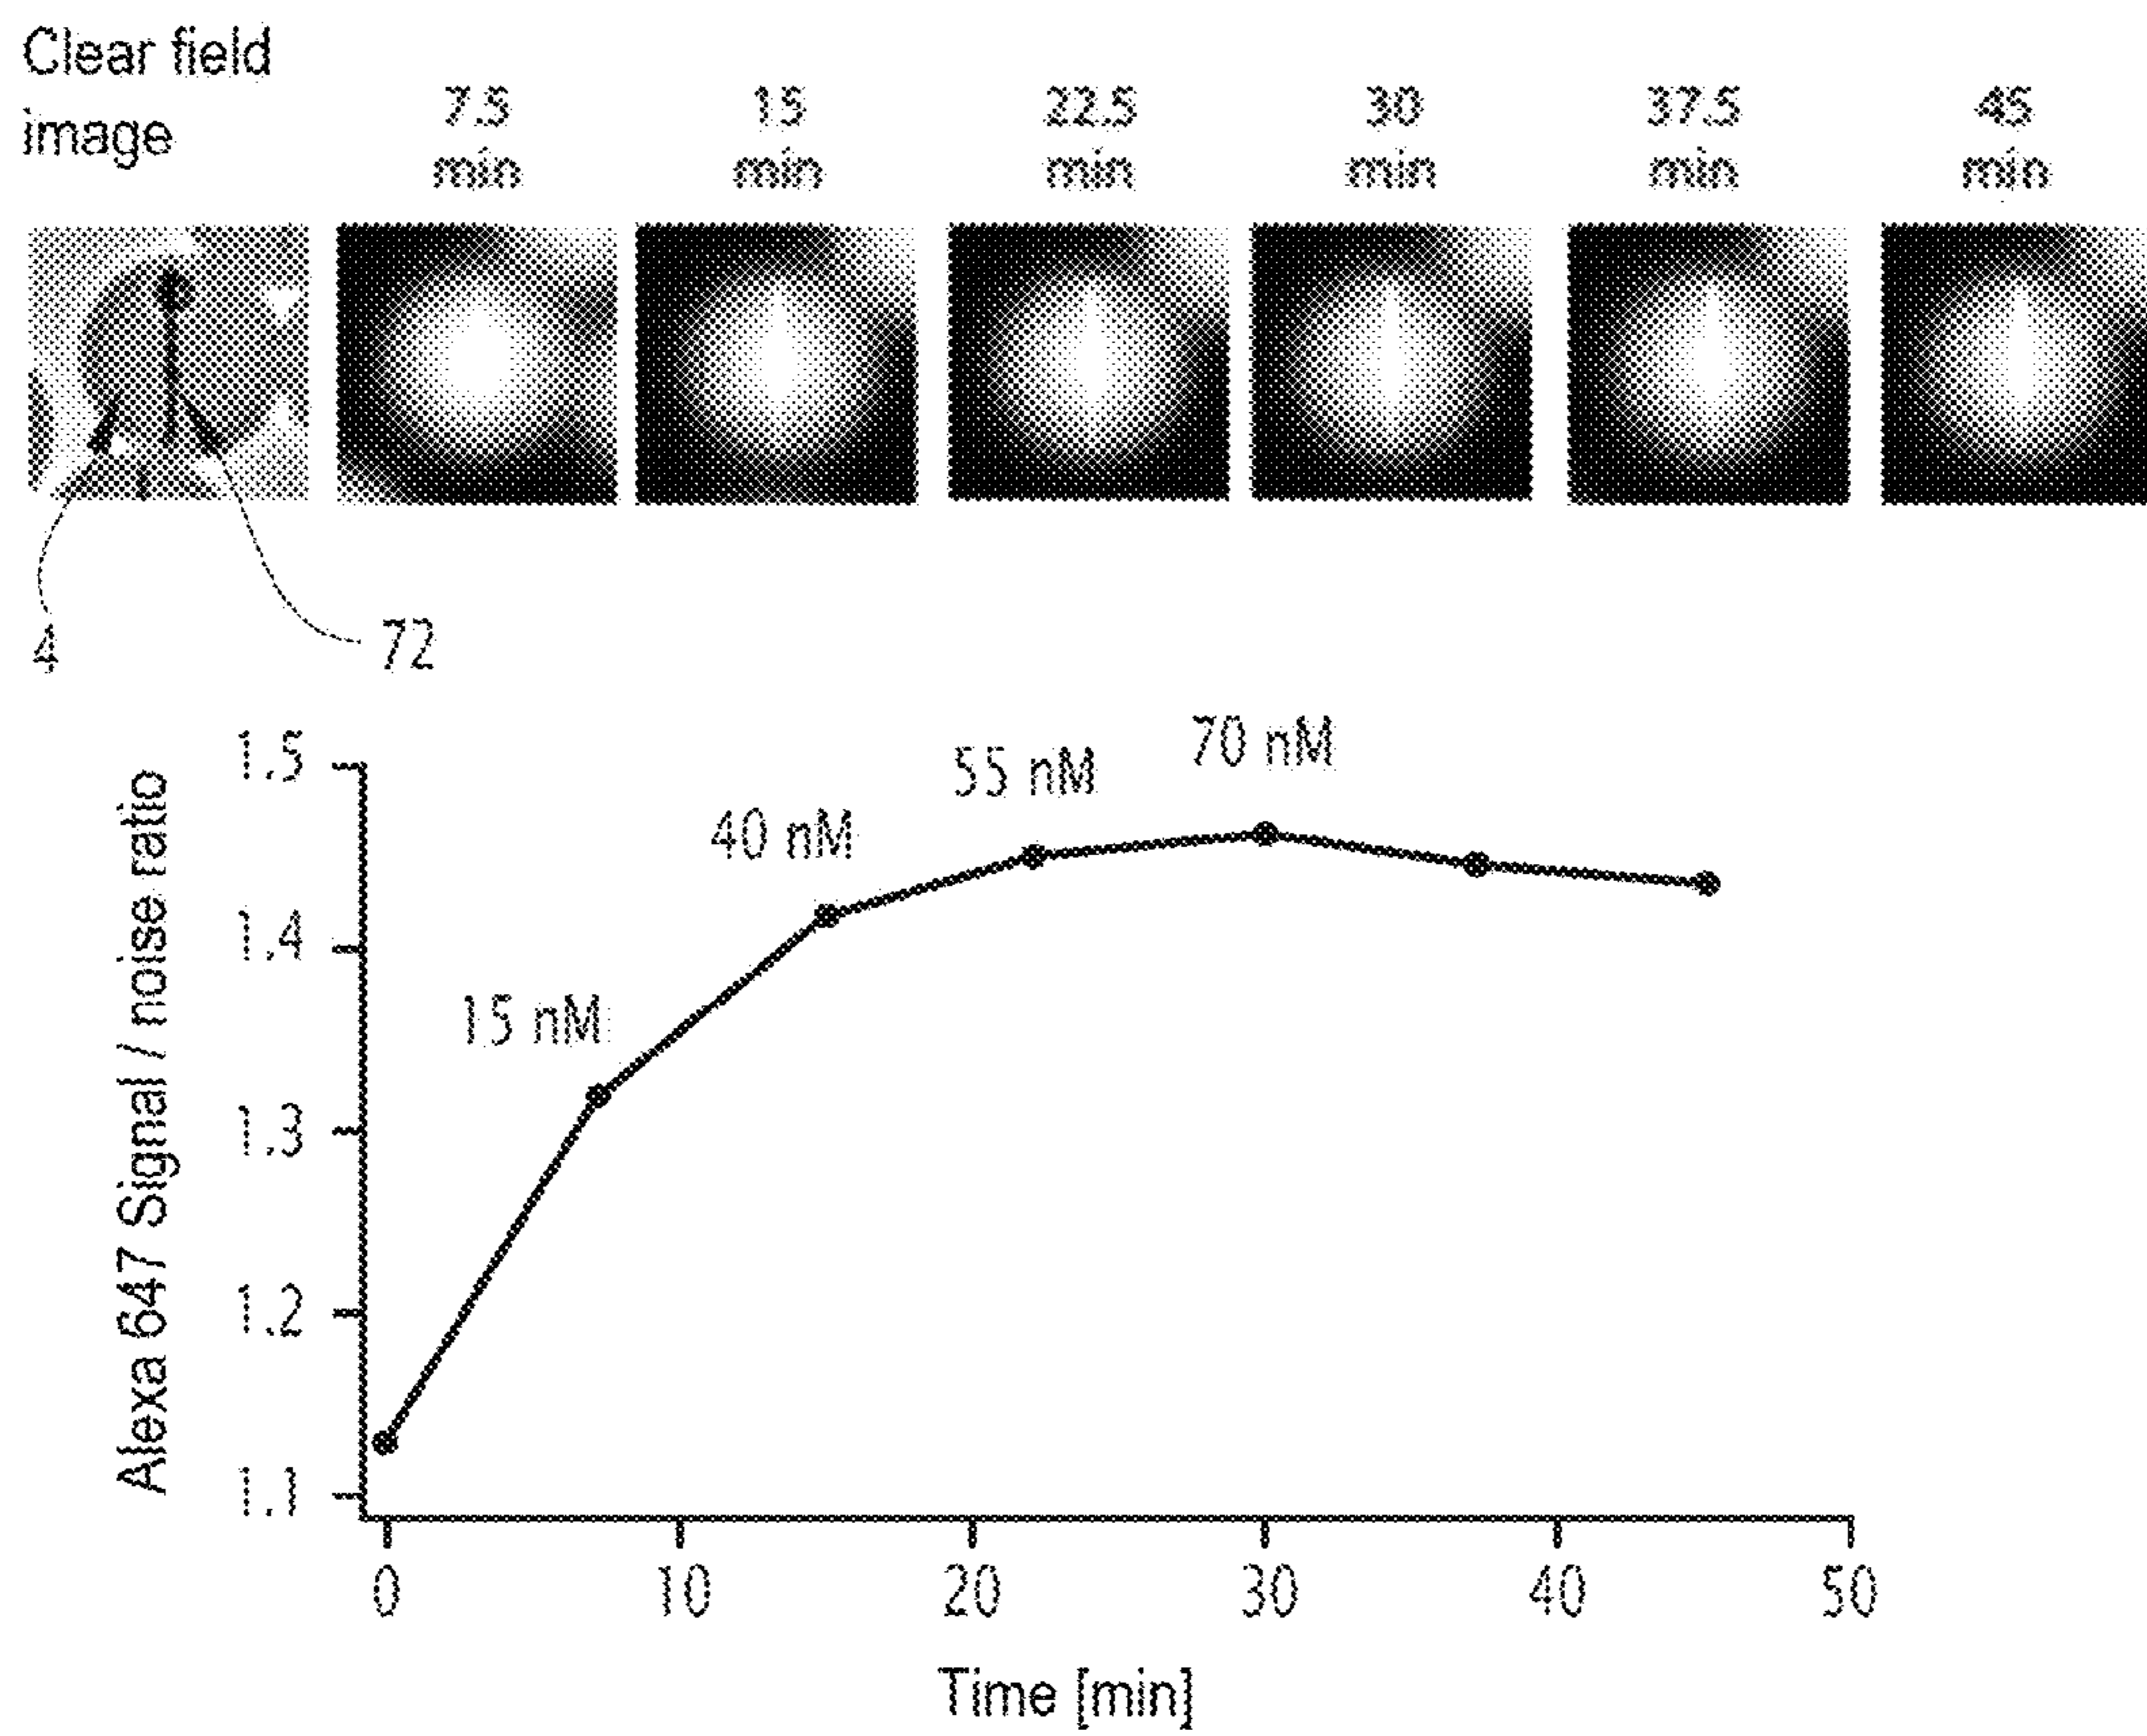 Clear field
image
7.5
min
15
min
22.5
min
30
min
37.5
min
45
min
4
72
Alexa 647 Signal / noise ratio
1.5
1.4
1.3
1.2
1.1
15 nM
40 nM
55 nM
70 nM
0
10
20
30
40
50
Time [min]